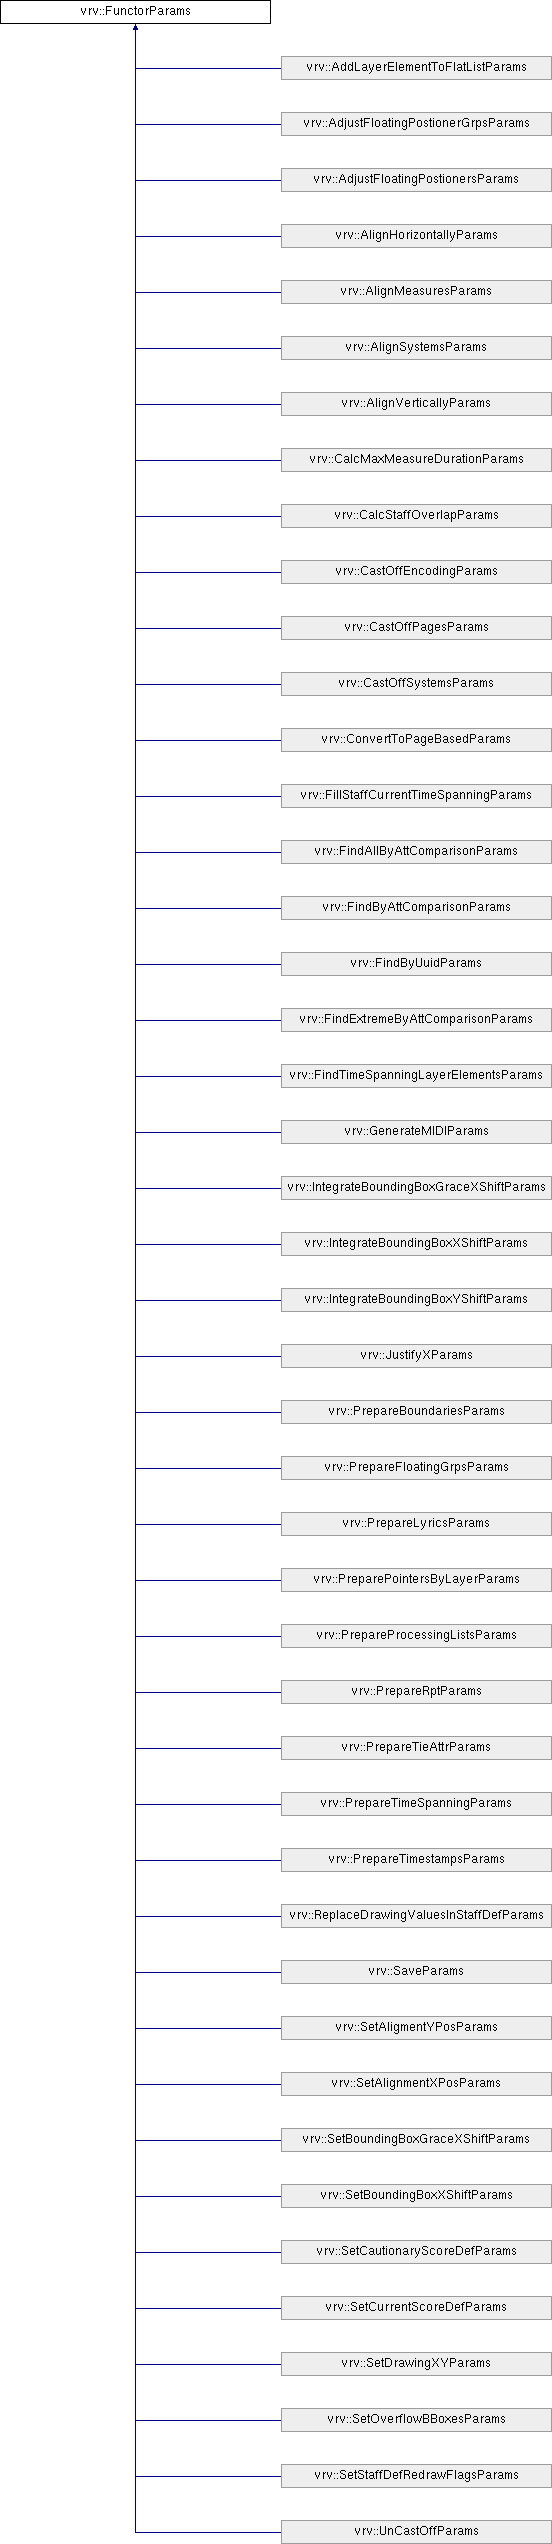 vrv::FunctorParams
vrv::AddLayerElementToFlatListParams
vrv::AdjustFloatingPostionerGrpsParams
vrv::AdjustFloatingPostionersParams
vrv::AlignHorizontallyParams
vrv::AlignMeasuresParams
vrv::AlignSystemsParams
vrv::AlignVerticallyParams
vrv::CalcMaxMeasureDurationParams
vrv::CalcStaffOverlapParams
vrv::CastOffEncodingParams
vrv::CastOffPagesParams
vrv::CastOffSystemsParams
vrv::ConvertToPageBasedParams
vrv::FillStaffCurrentTimeSpanningParams
vrv::FindAllByAttComparisonParams
vrv::FindByAttComparisonParams
vrv::FindByUuidParams
vrv::FindExtremeByAttComparisonParams
vrv::FindTimeSpanningLayerElementsParams
vrv::GenerateMIDIParams
vrv::IntegrateBoundingBoxGraceXShiftParams
vrv::IntegrateBoundingBoxXShiftParams
vrv::IntegrateBoundingBoxYShiftParams
vrv::JustifyXParams
vrv::PrepareBoundariesParams
vrv::PrepareFloatingGrpsParams
vrv::PrepareLyricsParams
vrv::PreparePointersByLayerParams
vrv::PrepareProcessingListsParams
vrv::PrepareRptParams
vrv::PrepareTieAttrParams
vrv::PrepareTimeSpanningParams
vrv::PrepareTimestampsParams
vrv::ReplaceDrawingValuesInStaffDefParams
vrv::SaveParams
vrv::SetAligmentYPosParams
vrv::SetAlignmentXPosParams
vrv::SetBoundingBoxGraceXShiftParams
vrv::SetBoundingBoxXShiftParams
vrv::SetCautionaryScoreDefParams
vrv::SetCurrentScoreDefParams
vrv::SetDrawingXYParams
vrv::SetOverflowBBoxesParams
vrv::SetStaffDefRedrawFlagsParams
vrv::UnCastOffParams